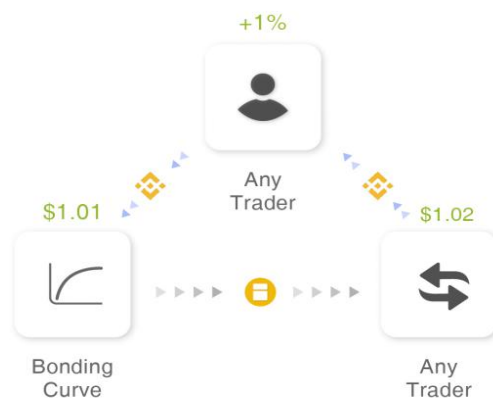 +1%
Any
Trader
$1.01
$1.02
Bonding
Curve
Any
Trader